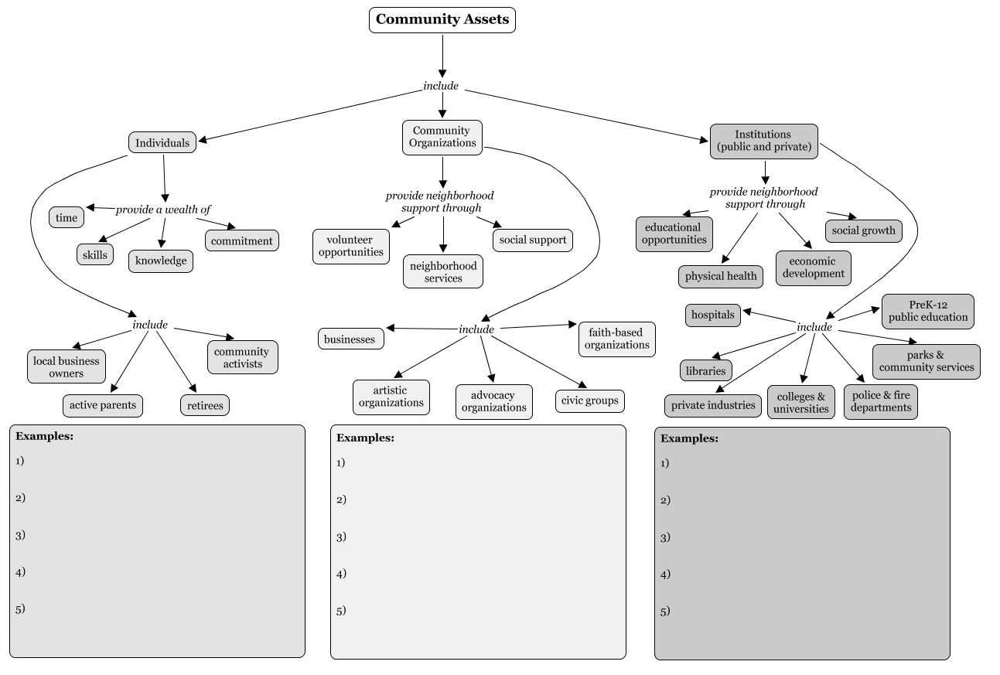 Community Assets
include
Individuals
Community
Organizations
Institutions
(public and private)
provide a wealth of
time
skills
knowledge
commitment
provide neighborhood
support through
volunteer
opportunities
neighborhood
services
social support
provide neighborhood
support through
educational
opportunities
physical health
economic
development
social growth
include
local business
owners
active parents
retirees
community
activists
include
businesses
artistic
organizations
advocacy
organizations
civic groups
faith-based
organizations
include
hospitals
libraries
private industries
colleges &
universities
police & fire
departments
parks &
community services
PreK-12
public education
Examples:
1)
2)
3)
4)
5)
Examples:
1)
2)
3)
4)
5)
Examples:
1)
2)
3)
4)
5)